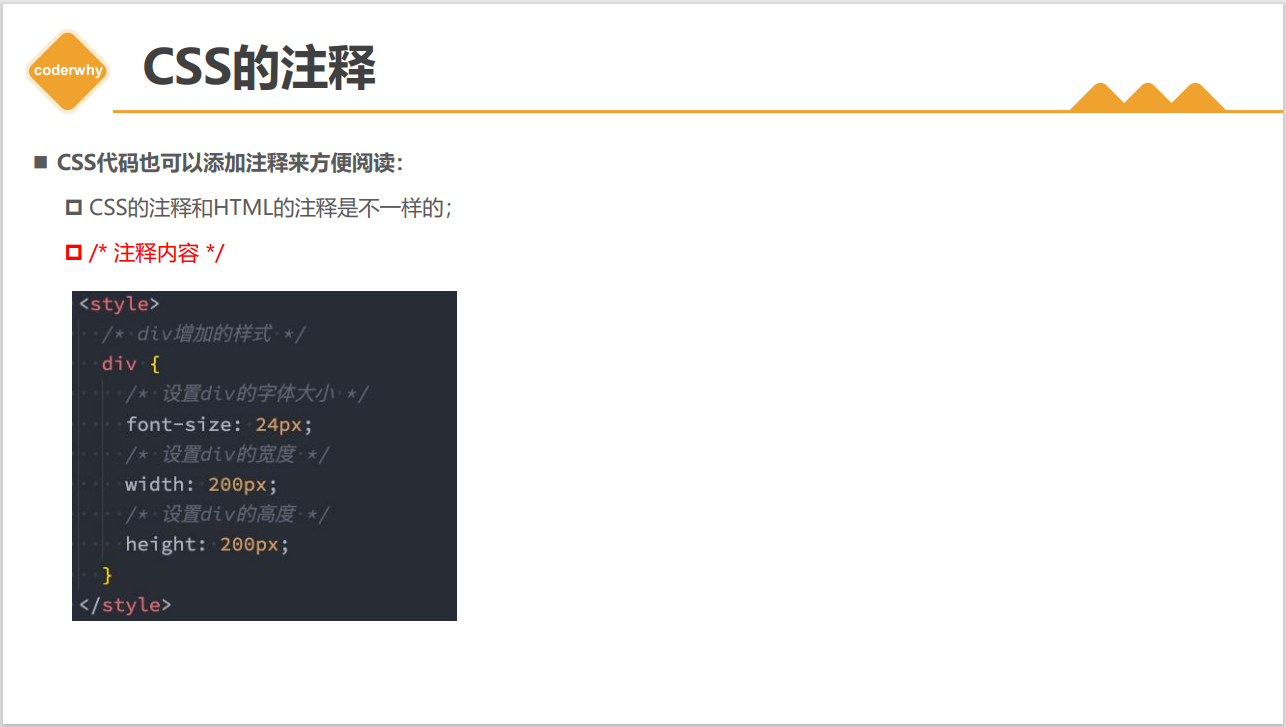 coderwhy
CSS的注释
CSS代码也可以添加注释来方便阅读：
CSS的注释和HTML的注释是不一样的；
/* 注释内容 */
<style>
/* div增加的样式 */
div {
/* 设置div的字体大小 */
font-size: 24px;
/* 设置div的宽度 */
width: 200px;
/* 设置div的高度 */
height: 200px;
}
</style>